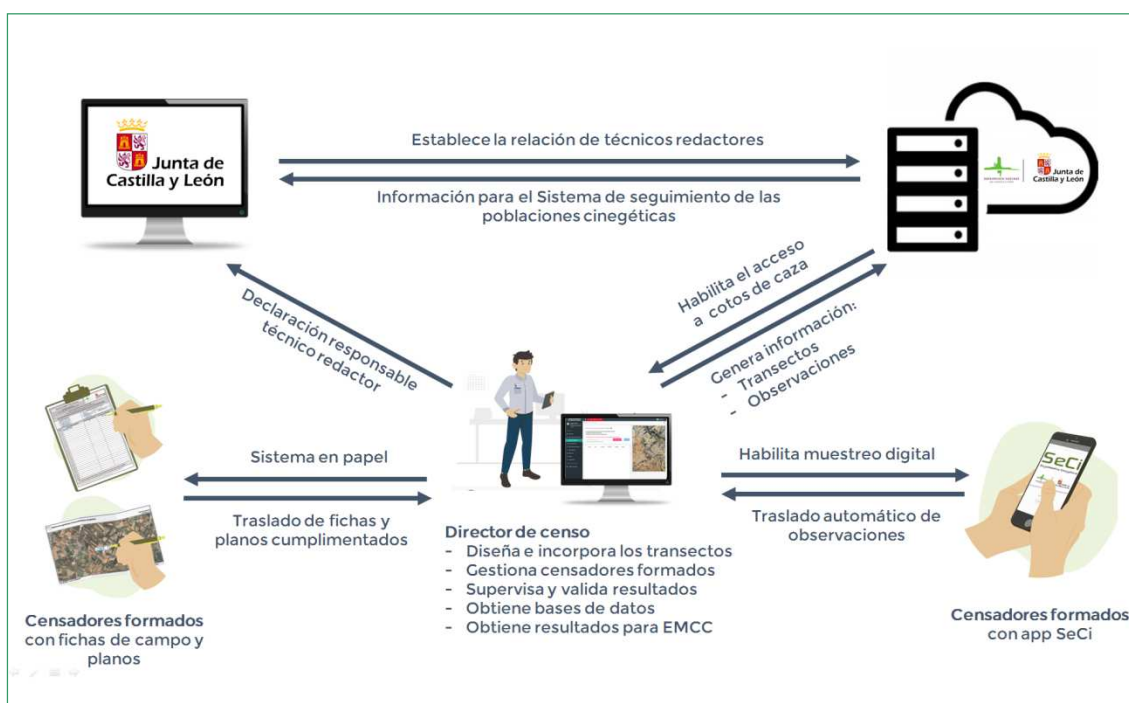 Junta de
Castilla y León
Establece la relación de técnicos redactores
Información para el Sistema de seguimiento de las
poblaciones cinegéticas
Junta de
Castilla y León
Declaración responsable
técnico redactor
Habilita el acceso
a cotos de caza
Genera información:
- Transectos
- Observaciones
Sistema en papel
Traslado de fichas y
planos cumplimentados
Habilita muestreo digital
Traslado automático de
observaciones
SeCi
Director de censo
- Diseña e incorpora los transectos
- Gestiona censadores formados
- Supervisa y valida resultados
- Obtiene bases de datos
- Obtiene resultados para EMCC
Censadores formados
con fichas de campo y
planos
Censadores formados
con app SeCi